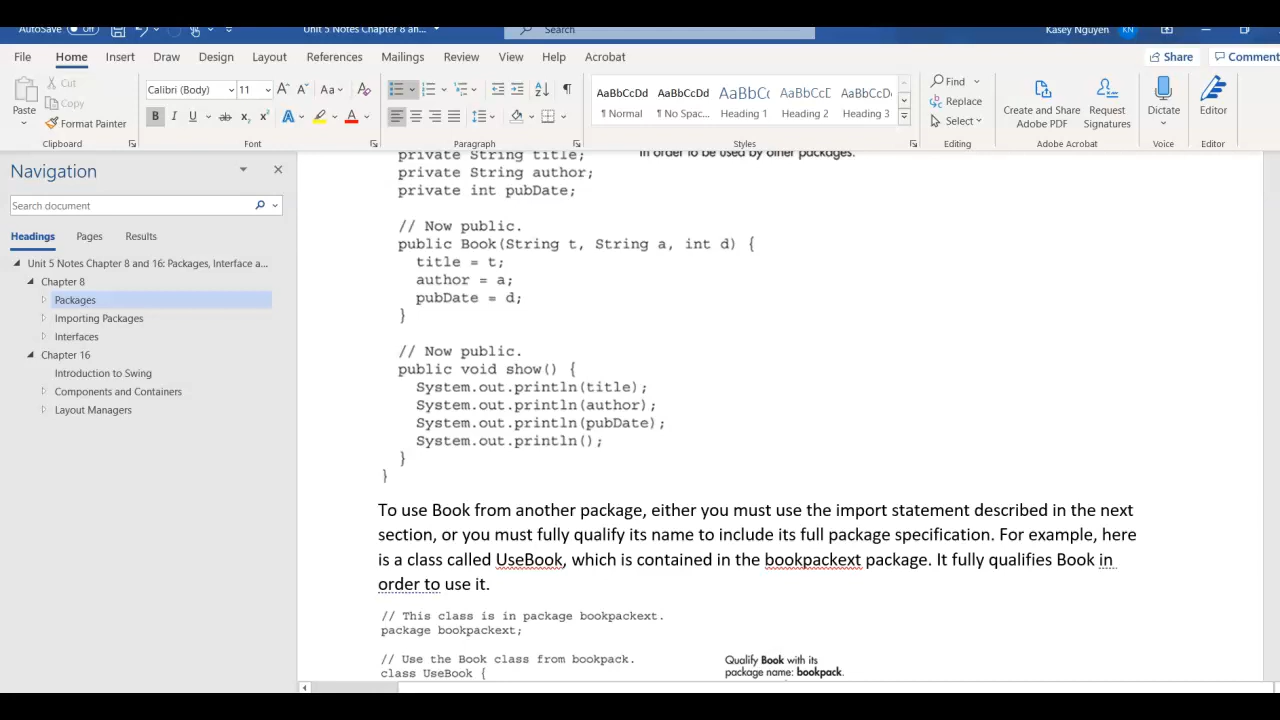 AutoSave Off Unit 5 Notes Chapter 8 an... Search Kasey Nguyen KN
File Home Insert Draw Design Layout References Mailings Review View Help Acrobat Share Comment
Paste Cut Copy Format Painter
Calibri (Body) 11
AaBbCcDd AaBbCcDd AaBbCc AaBbCcD AaBbCcDd
¶ Normal ¶ No Spac... Heading 1 Heading 2 Heading 3
Find Replace Select
Create and Share Adobe PDF Request Signatures Dictate Editor
Clipboard Font Paragraph Styles Editing Adobe Acrobat Voice Editor
Navigation
Search document
Headings Pages Results
Unit 5 Notes Chapter 8 and 16: Packages, Interface a...
Chapter 8
Packages
Importing Packages
Interfaces
Chapter 16
Introduction to Swing
Components and Containers
Layout Managers
private String title; in order to be used by other packages.
private String author;
private int pubDate;
// Now public.
public Book(String t, String a, int d) {
title = t;
author = a;
pubDate = d;
}
// Now public.
public void show() {
System.out.println(title);
System.out.println(author);
System.out.println(pubDate);
System.out.println();
}
}
To use Book from another package, either you must use the import statement described in the next
section, or you must fully qualify its name to include its full package specification. For example, here
is a class called UseBook, which is contained in the bookpackext package. It fully qualifies Book in
order to use it.
// This class is in package bookpackext.
package bookpackext;
// Use the Book class from bookpack.
class UseBook {
Qualify Book with its
package name: bookpack.